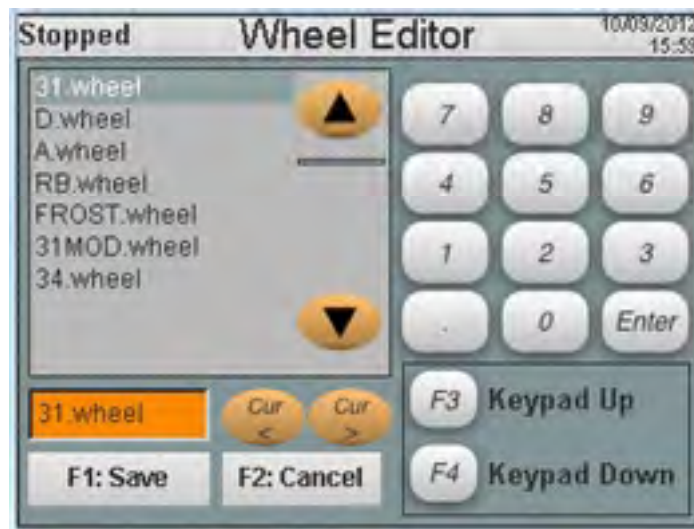 Stopped
Wheel Editor
10/09/2012
15:59
31.wheel
D.wheel
A.wheel
RB.wheel
FROST.wheel
31MOD.wheel
34.wheel
7 8 9
4 5 6
1 2 3
. 0 Enter
31.wheel
Cur <
Cur >
F3 Keypad Up
F1: Save
F2: Cancel
F4 Keypad Down